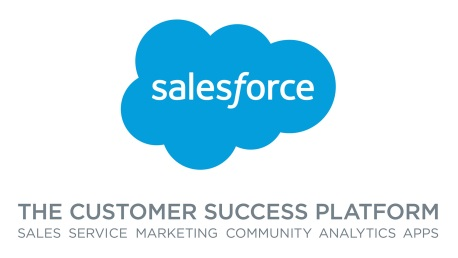 salesforce
THE CUSTOMER SUCCESS PLATFORM
SALES SERVICE MARKETING COMMUNITY ANALYTICS APPS